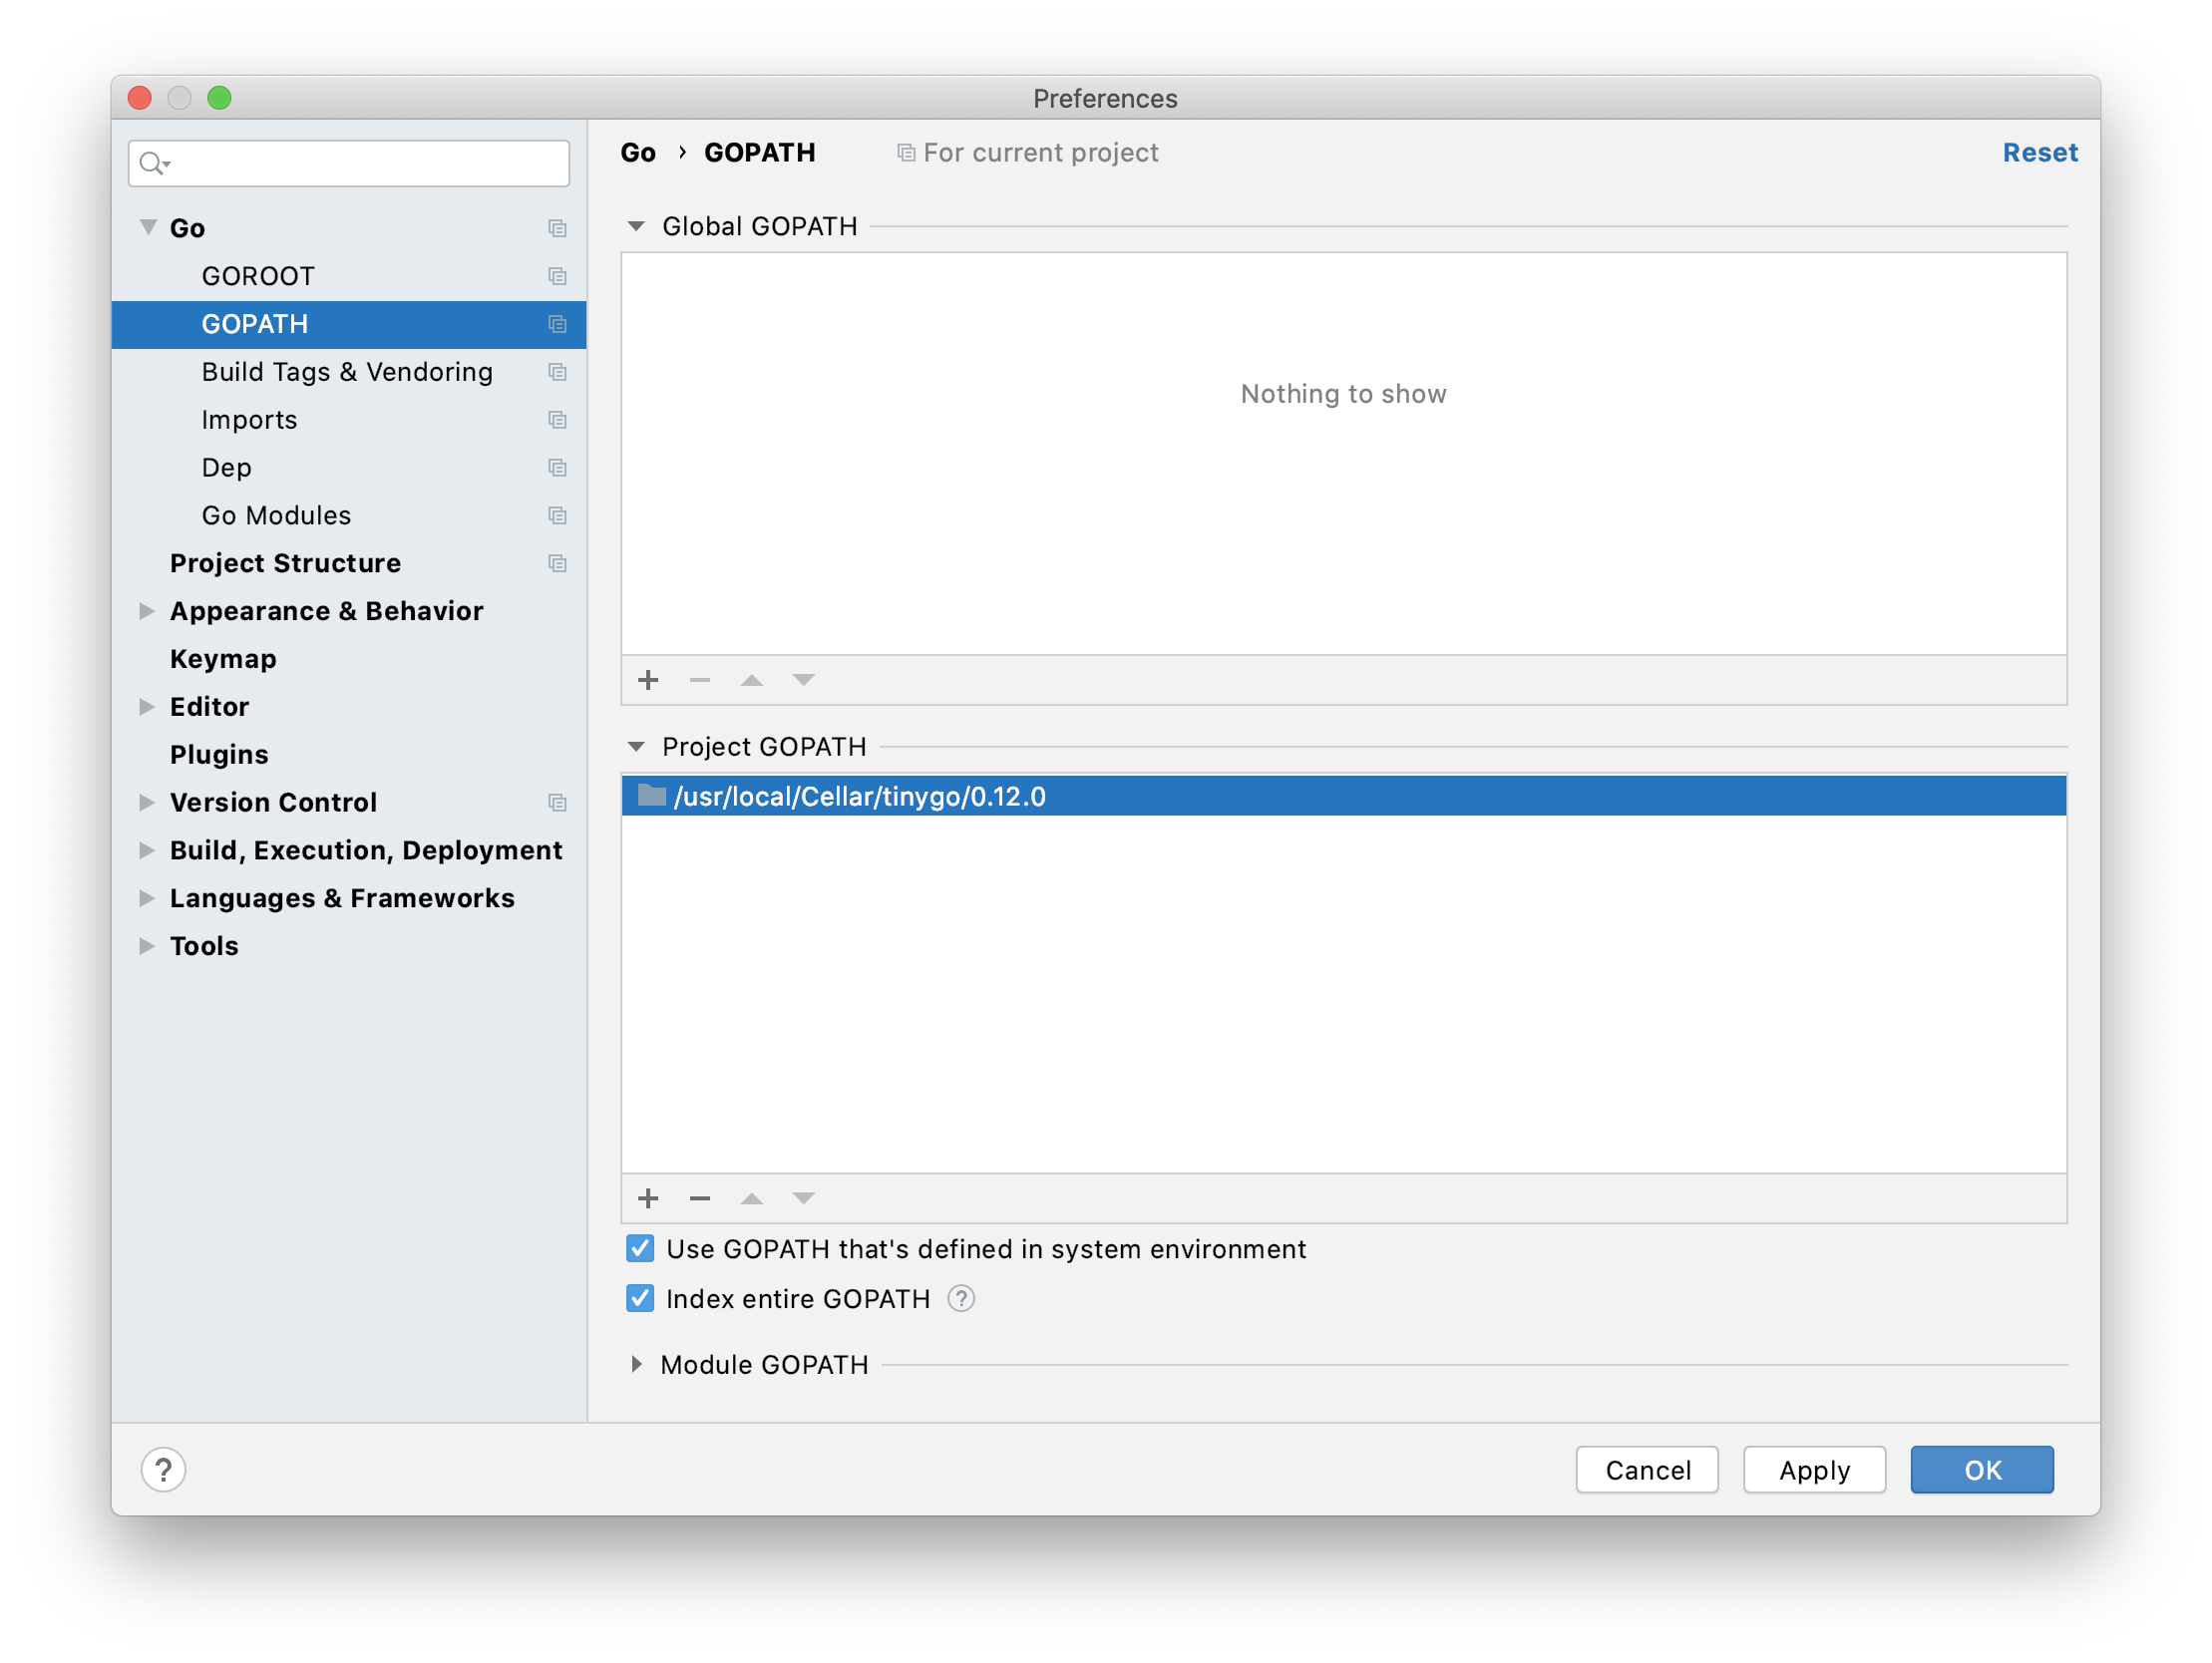 Preferences
Go
GOROOT
GOPATH
Build Tags & Vendoring
Imports
Dep
Go Modules
Project Structure
Appearance & Behavior
Keymap
Editor
Plugins
Version Control
Build, Execution, Deployment
Languages & Frameworks
Tools
Go › GOPATH For current project Reset
Global GOPATH
Nothing to show
Project GOPATH
/usr/local/Cellar/tinygo/0.12.0
Use GOPATH that's defined in system environment
Index entire GOPATH ?
Module GOPATH
? Cancel Apply OK